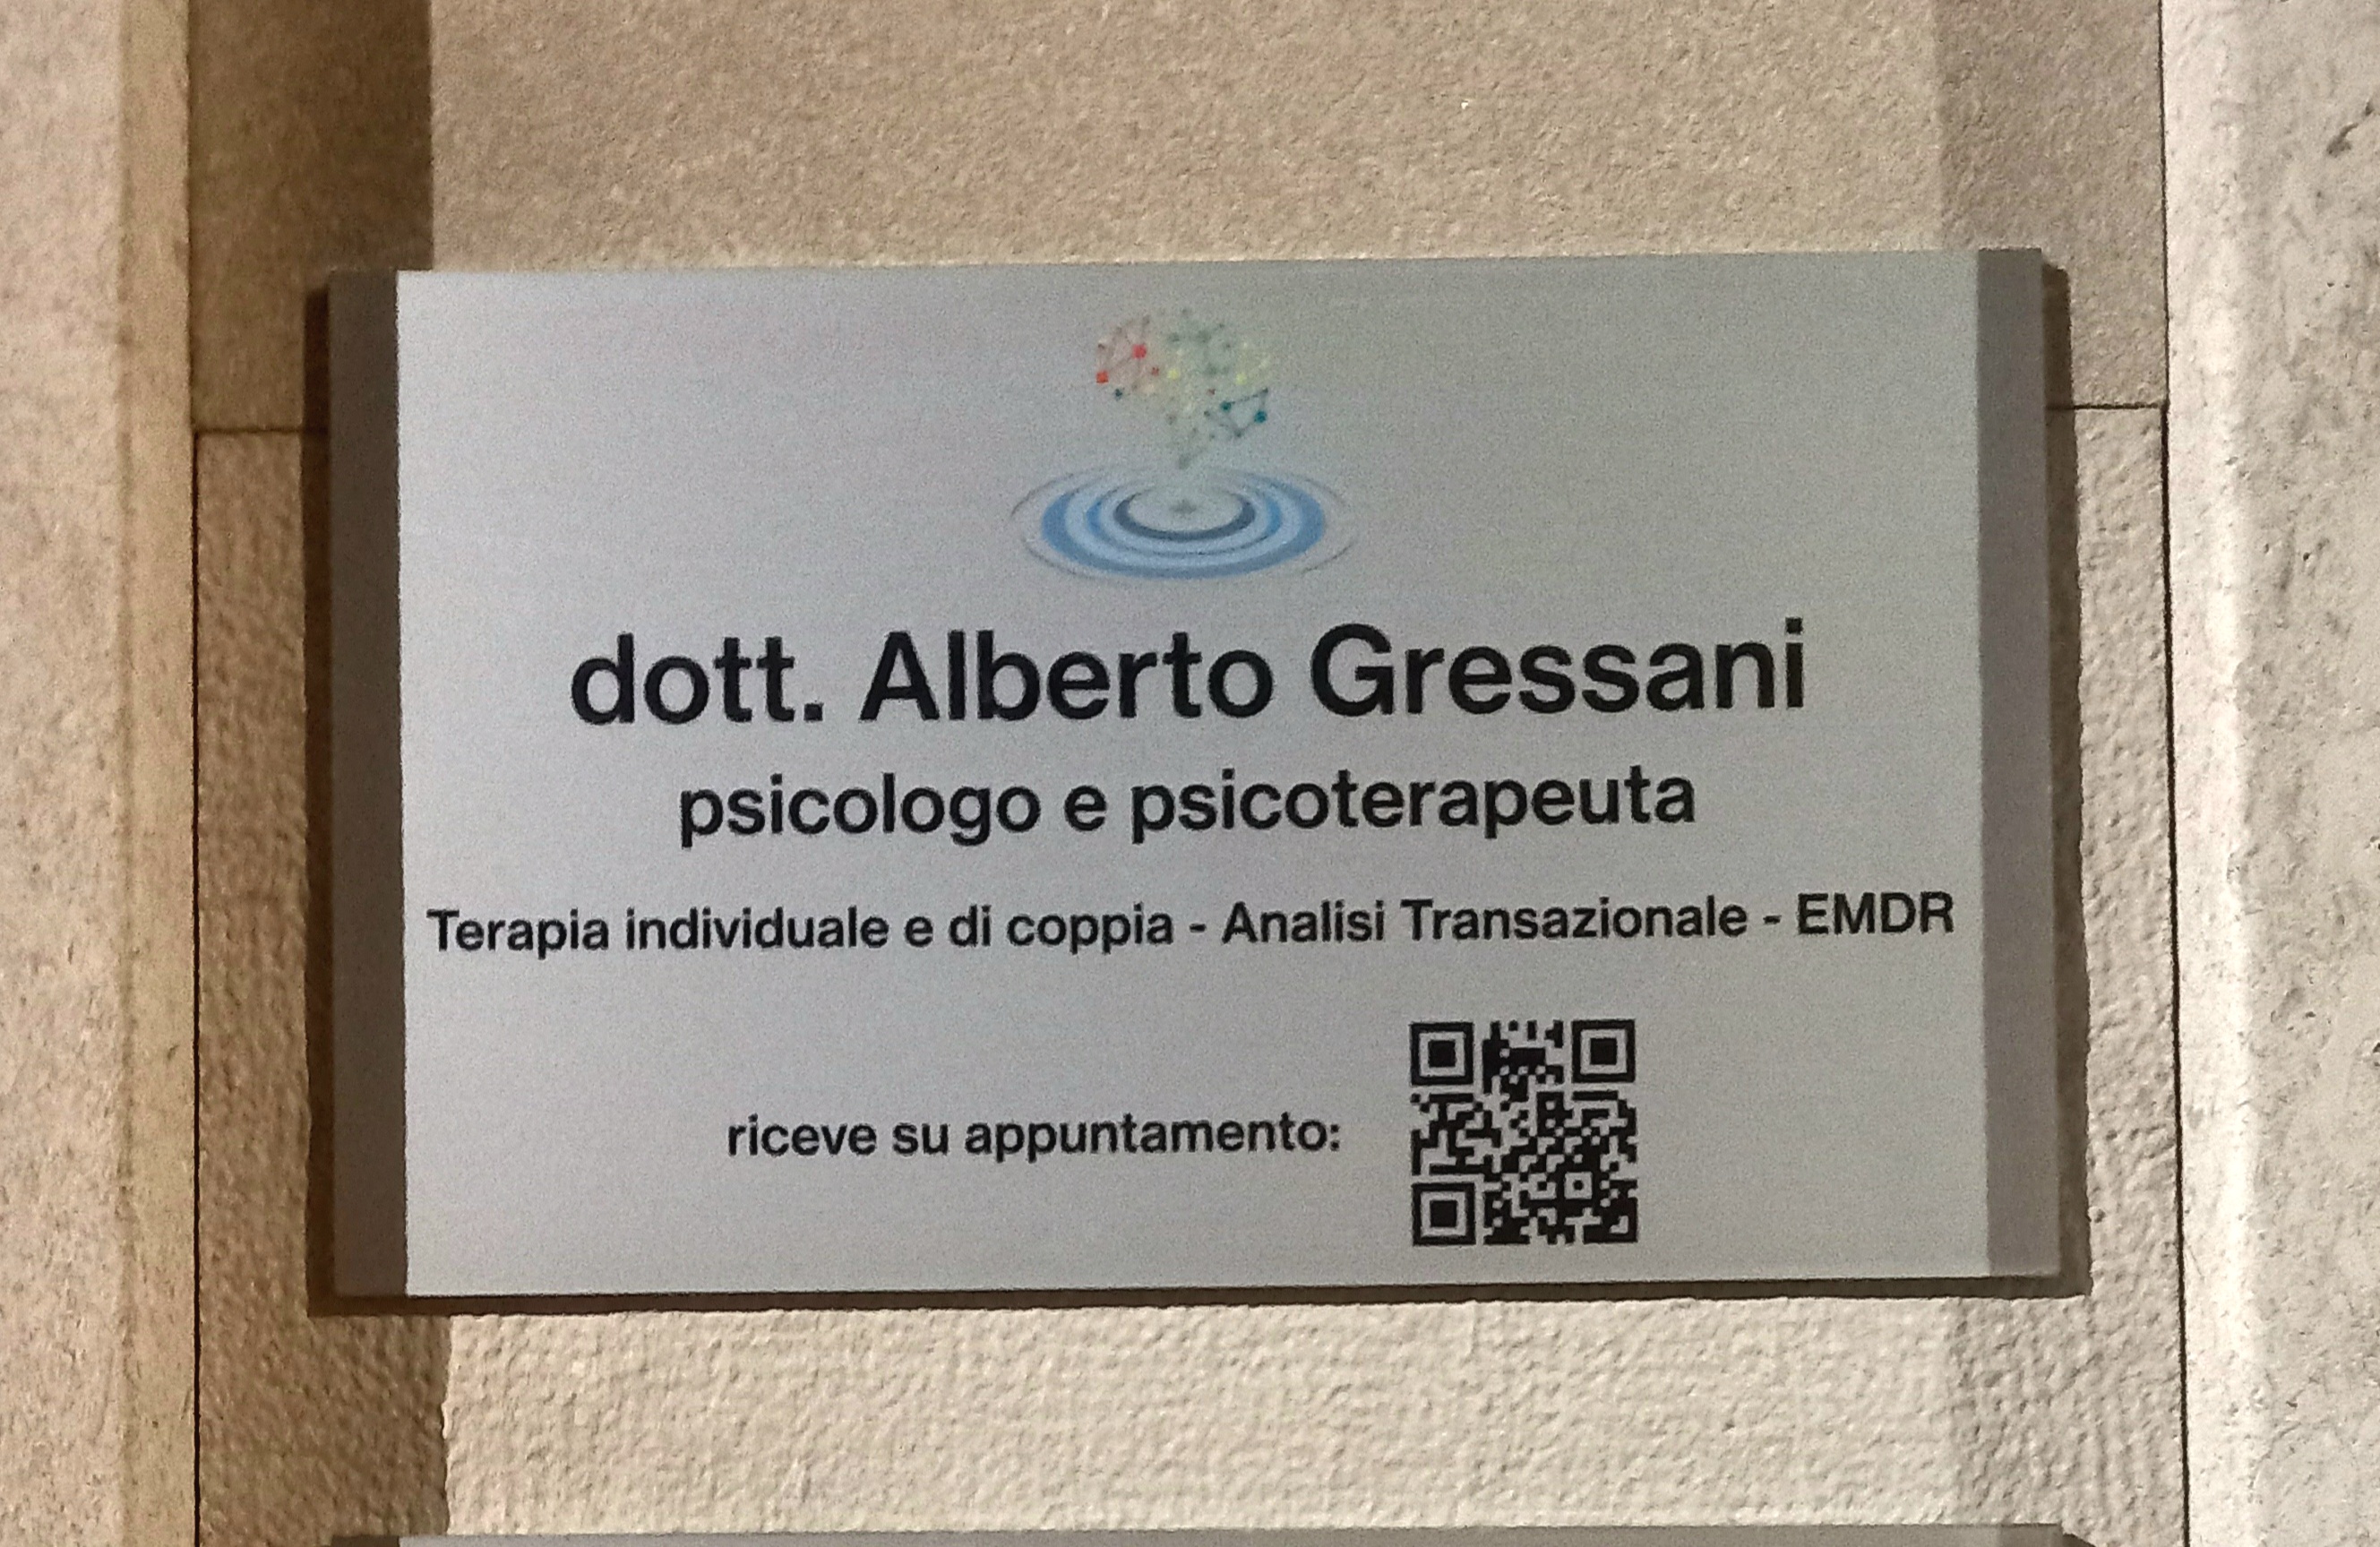 dott. Alberto Gressani
psicologo e psicoterapeuta
Terapia individuale e di coppia - Analisi Transazionale - EMDR
riceve su appuntamento: